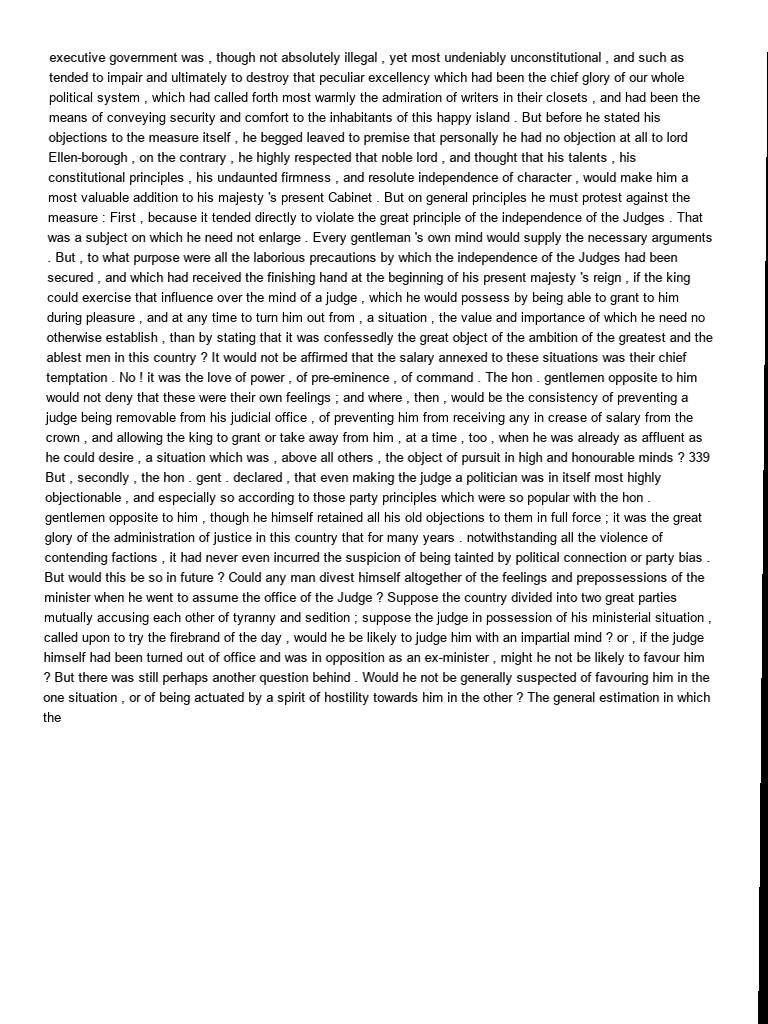 executive government was , though not absolutely illegal , yet most undeniably unconstitutional , and such as
tended to impair and ultimately to destroy that peculiar excellency which had been the chief glory of our whole
political system , which had called forth most warmly the admiration of writers in their closets , and had been the
means of conveying security and comfort to the inhabitants of this happy island . But before he stated his
objections to the measure itself , he begged leaved to premise that personally he had no objection at all to lord
Ellen-borough , on the contrary , he highly respected that noble lord , and thought that his talents , his
constitutional principles , his undaunted firmness , and resolute independence of character , would make him a
most valuable addition to his majesty 's present Cabinet . But on general principles he must protest against the
measure : First , because it tended directly to violate the great principle of the independence of the Judges . That
was a subject on which he need not enlarge . Every gentleman 's own mind would supply the necessary arguments
. But , to what purpose were all the laborious precautions by which the independence of the Judges had been
secured , and which had received the finishing hand at the beginning of his present majesty 's reign , if the king
could exercise that influence over the mind of a judge , which he would possess by being able to grant to him
during pleasure , and at any time to turn him out from , a situation , the value and importance of which he need no
otherwise establish , than by stating that it was confessedly the great object of the ambition of the greatest and the
ablest men in this country ? It would not be affirmed that the salary annexed to these situations was their chief
temptation . No ! it was the love of power , of pre-eminence , of command . The hon . gentlemen opposite to him
would not deny that these were their own feelings ; and where , then , would be the consistency of preventing a
judge being removable from his judicial office , of preventing him from receiving any in crease of salary from the
crown , and allowing the king to grant or take away from him , at a time , too , when he was already as affluent as
he could desire , a situation which was , above all others , the object of pursuit in high and honourable minds ? 339
But , secondly , the hon . gent . declared , that even making the judge a politician was in itself most highly
objectionable , and especially so according to those party principles which were so popular with the hon .
gentlemen opposite to him , though he himself retained all his old objections to them in full force ; it was the great
glory of the administration of justice in this country that for many years . notwithstanding all the violence of
contending factions , it had never even incurred the suspicion of being tainted by political connection or party bias .
But would this be so in future ? Could any man divest himself altogether of the feelings and prepossessions of the
minister when he went to assume the office of the Judge ? Suppose the country divided into two great parties
mutually accusing each other of tyranny and sedition ; suppose the judge in possession of his ministerial situation ,
called upon to try the firebrand of the day , would he be likely to judge him with an impartial mind ? or , if the judge
himself had been turned out of office and was in opposition as an ex-minister , might he not be likely to favour him
? But there was still perhaps another question behind . Would he not be generally suspected of favouring him in the
one situation , or of being actuated by a spirit of hostility towards him in the other ? The general estimation in which
the